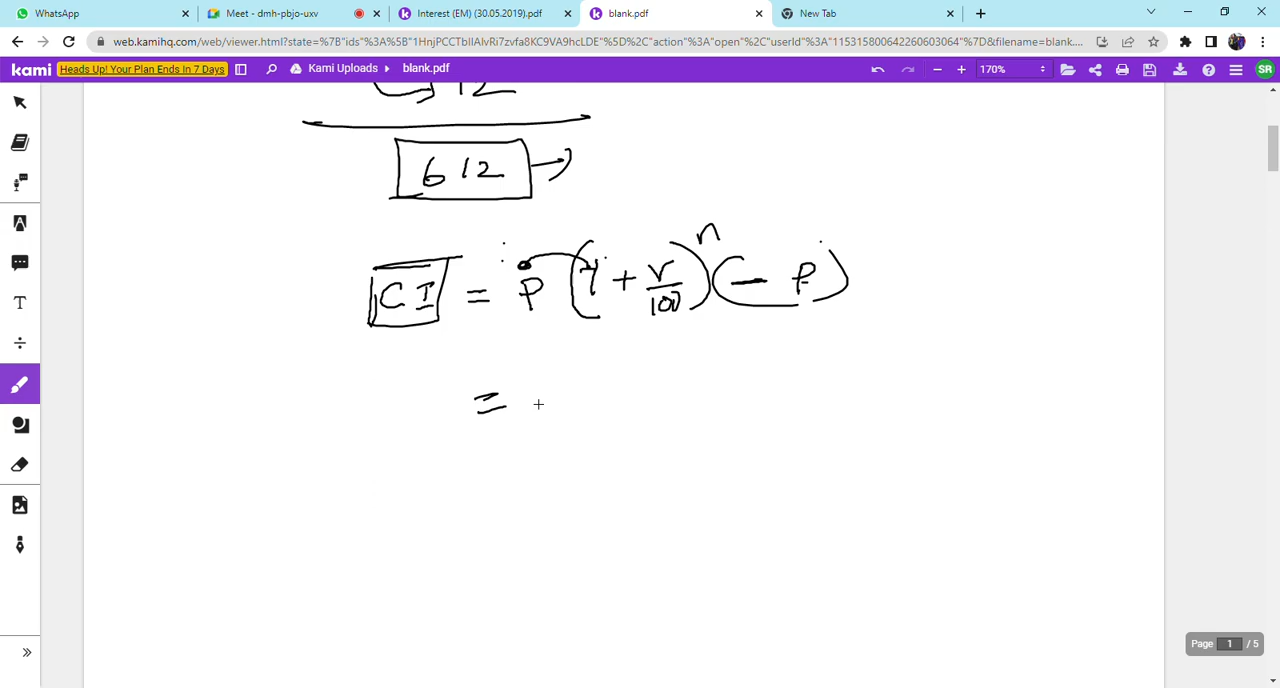 WhatsApp
Meet - dmh-pbjo-uxv
Interest (EM) (30.05.2019).pdf
blank.pdf
New Tab
web.kamihq.com/web/viewer.html?state=%7B"ids"%3A%5B"1HnjPCCTbIIAlvRi7zvfa8KC9VA9hcLDE"%5D%2C"action"%3A"open"%2C"userId"%3A"115315800642260603064"%7D&filename=blank....
kami
Heads Up! Your Plan Ends In 7 Days
Kami Uploads
blank.pdf
170%
SR
12
612
CI = P (1 + r/100)^n (- P)
=
Page 1 / 5